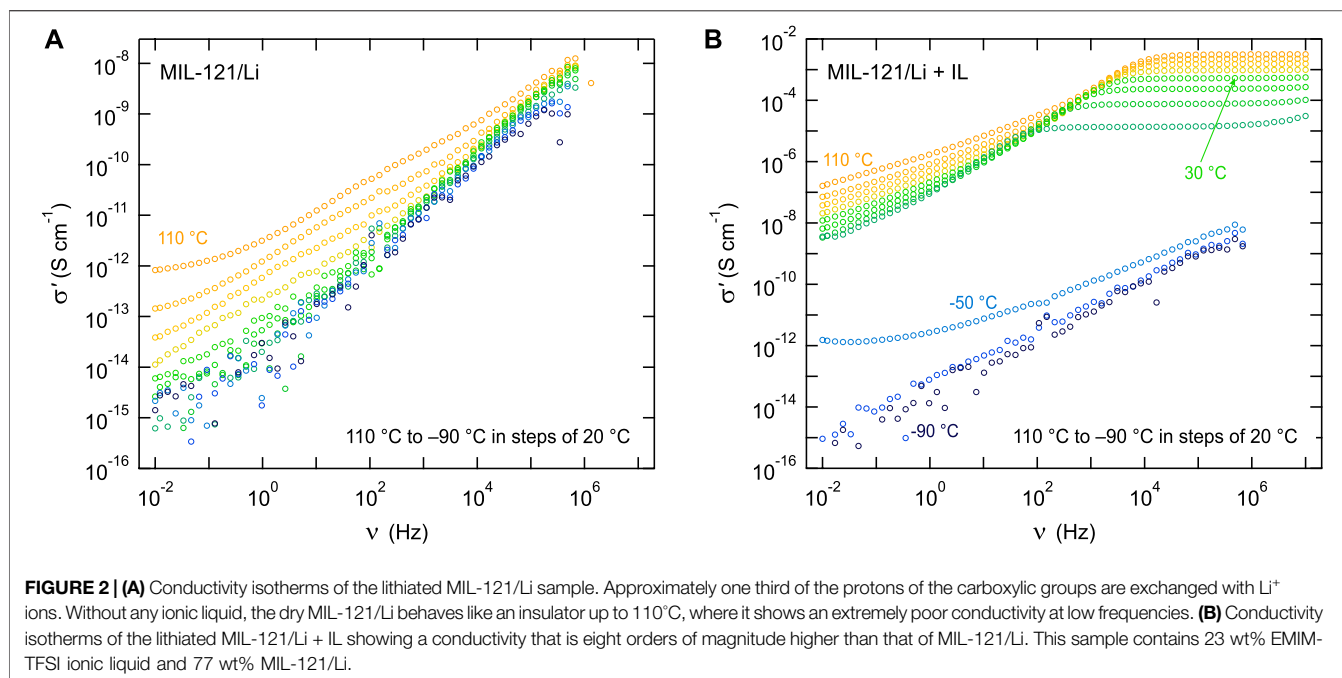 A
MIL-121/Li
10⁻⁸
10⁻⁹
10⁻¹⁰
10⁻¹¹
10⁻¹²
10⁻¹³
10⁻¹⁴
10⁻¹⁵
10⁻¹⁶
σ′ (S cm⁻¹)
110 °C
110 °C to –90 °C in steps of 20 °C
10⁻²
10⁰
10²
10⁴
10⁶
ν (Hz)
B
MIL-121/Li + IL
10⁻²
10⁻⁴
10⁻⁶
10⁻⁸
10⁻¹⁰
10⁻¹²
10⁻¹⁴
10⁻¹⁶
σ′ (S cm⁻¹)
110 °C
30 °C
-50 °C
-90 °C
110 °C to –90 °C in steps of 20 °C
10⁻²
10⁰
10²
10⁴
10⁶
ν (Hz)
FIGURE 2 | (A) Conductivity isotherms of the lithiated MIL-121/Li sample. Approximately one third of the protons of the carboxylic groups are exchanged with Li⁺
ions. Without any ionic liquid, the dry MIL-121/Li behaves like an insulator up to 110°C, where it shows an extremely poor conductivity at low frequencies. (B) Conductivity
isotherms of the lithiated MIL-121/Li + IL showing a conductivity that is eight orders of magnitude higher than that of MIL-121/Li. This sample contains 23 wt% EMIM-
TFSI ionic liquid and 77 wt% MIL-121/Li.